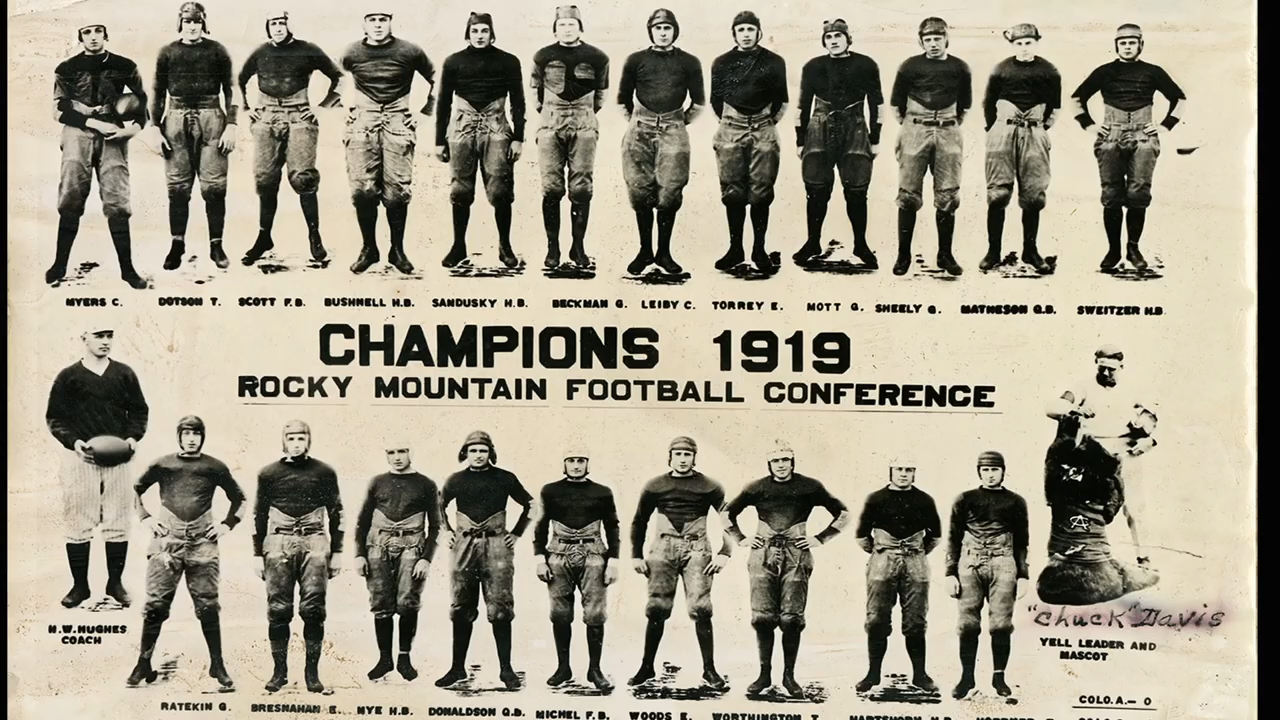 MYERS C. DOTSON T. SCOTT F.B. BUSHNELL H.B. SANDUSKY H.B. BECKMAN G. LEIBY C. TORREY E. MOTT G. SHEELY G. MATHESON Q.B. SWEITZER H.B.
CHAMPIONS 1919
ROCKY MOUNTAIN FOOTBALL CONFERENCE
H.W. HUGHES
COACH
A
"Chuck" Davis
YELL LEADER AND
MASCOT
COLO. A.— 0
RATEKIN G. BRESNAHAN E. NYE H.B. DONALDSON Q.B. MICHEL F.B. WOODS E. WORTHINGTON T. HARTSHORN